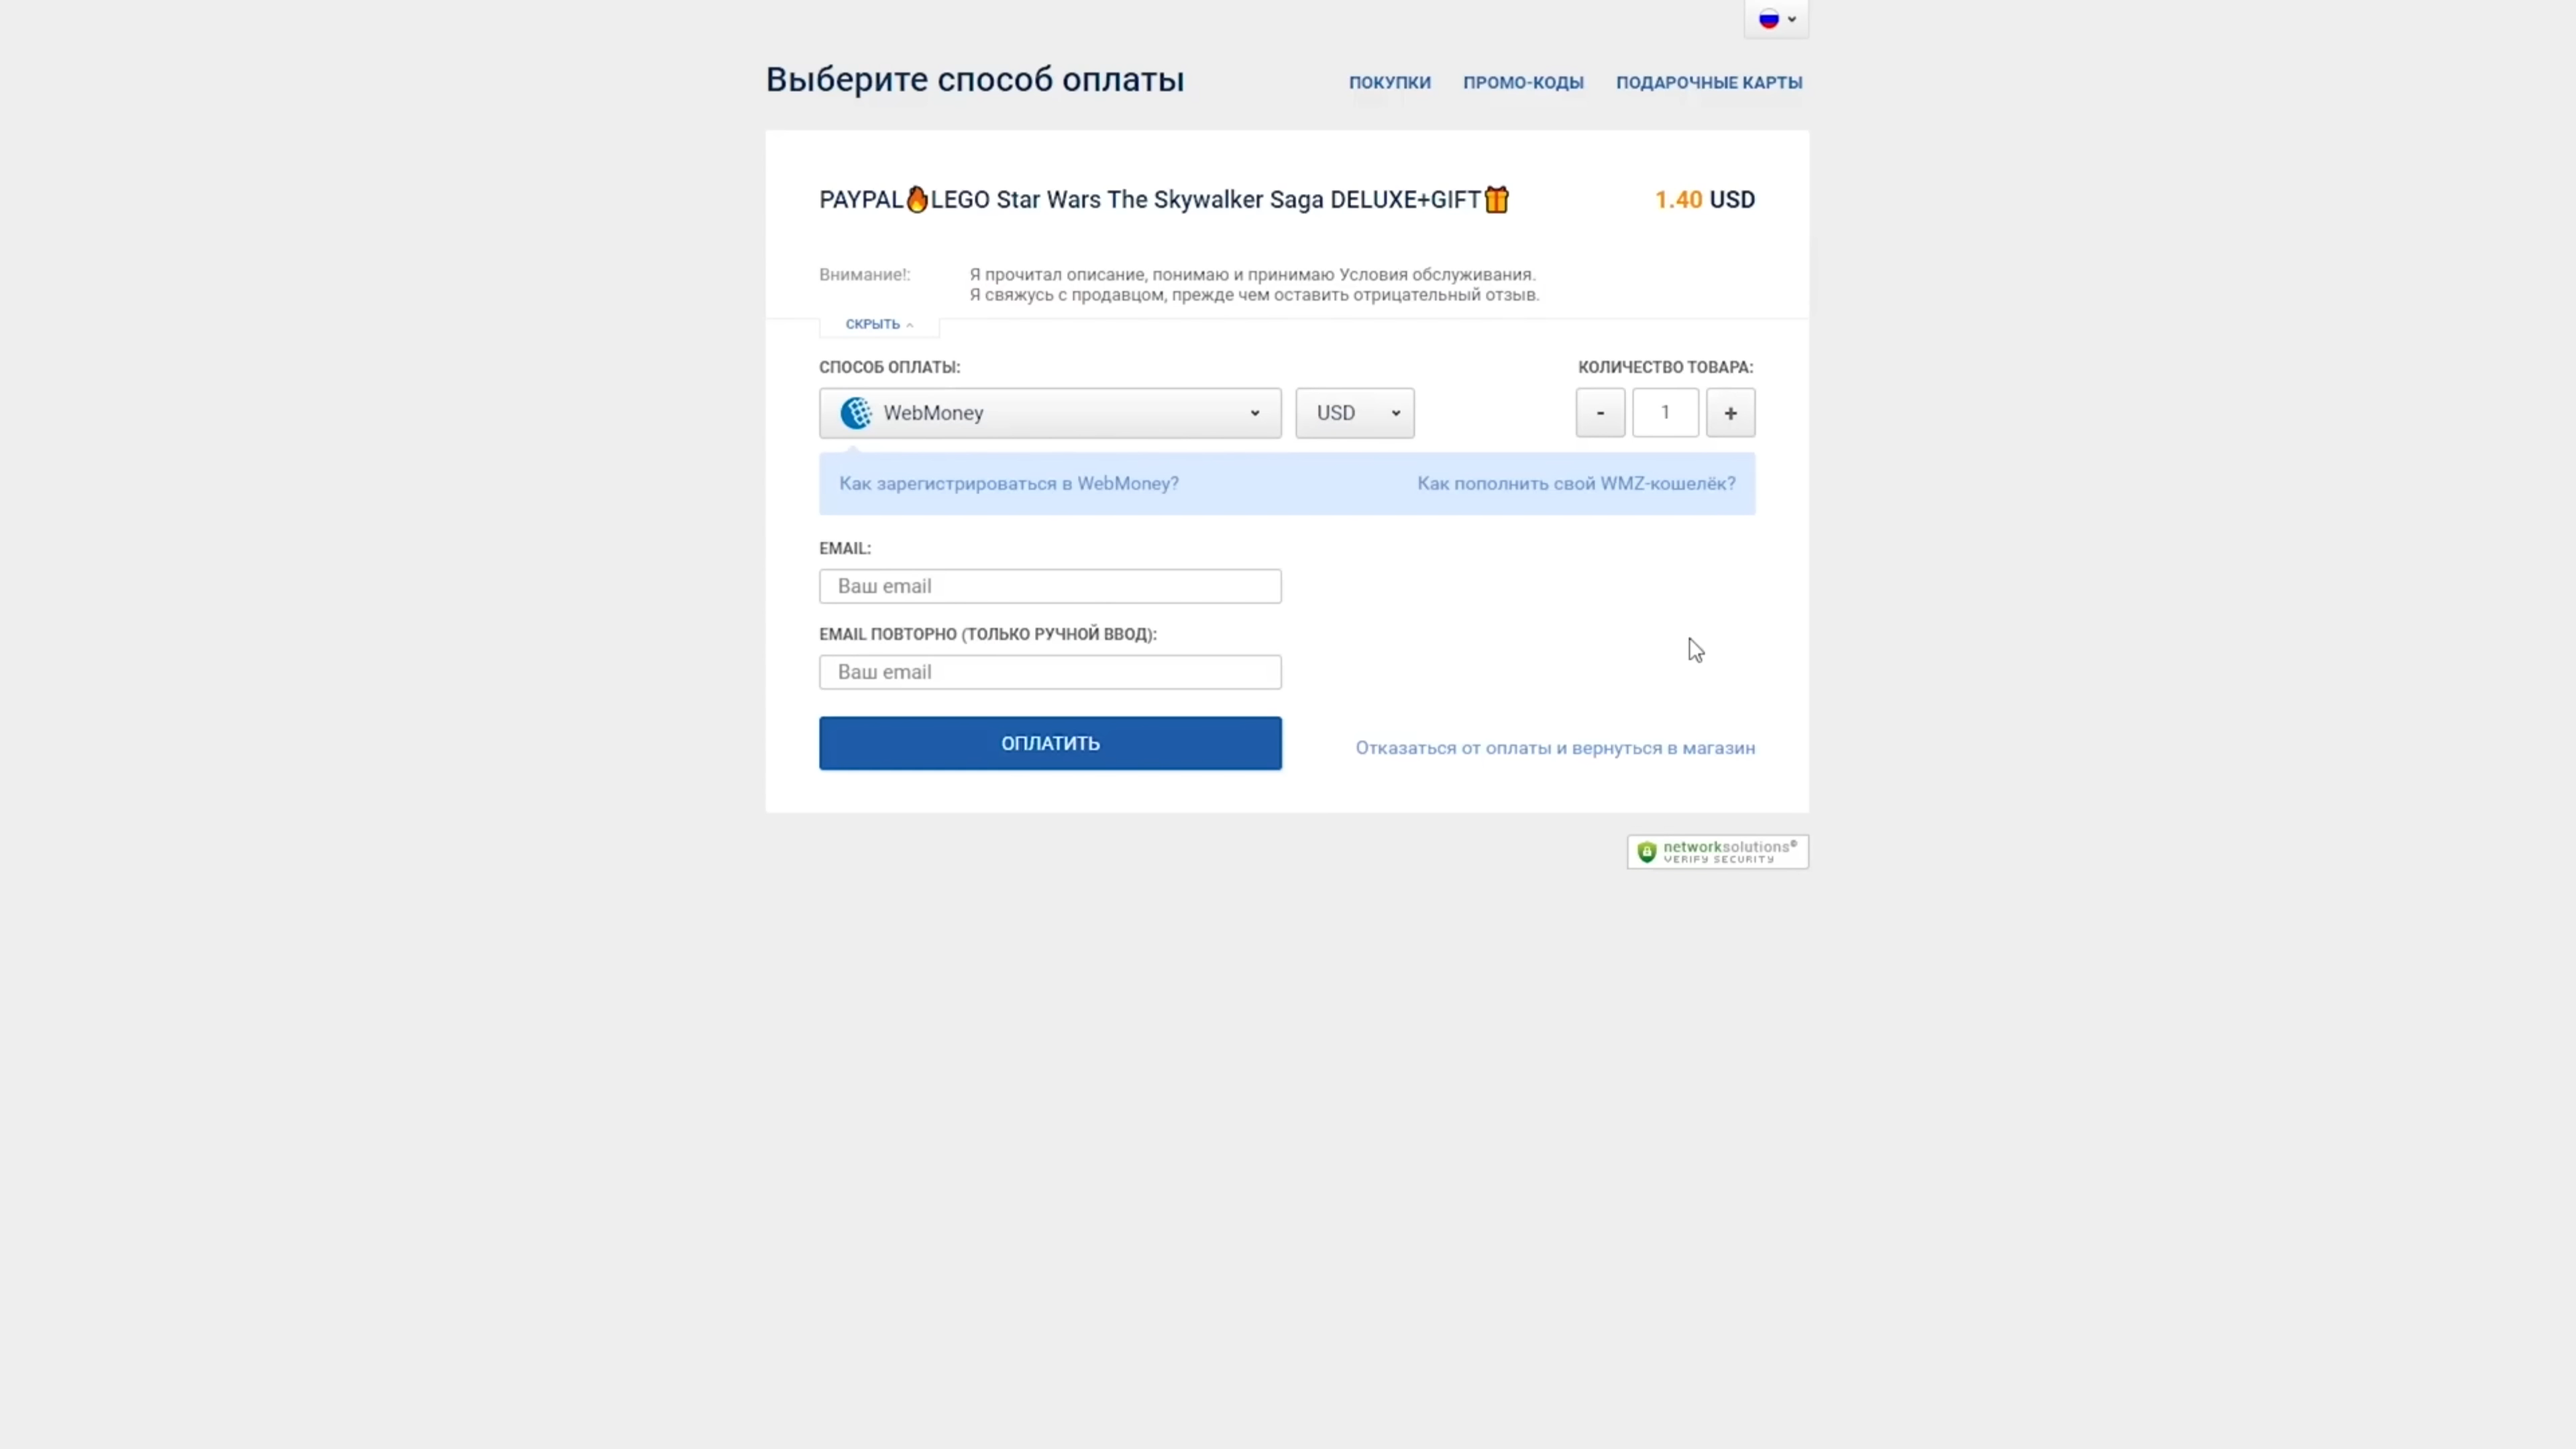 Выберите способ оплаты
ПОКУПКИ ПРОМО-КОДЫ ПОДАРОЧНЫЕ КАРТЫ
PAYPAL🔥LEGO Star Wars The Skywalker Saga DELUXE+GIFT🎁 1.40 USD
Внимание!: Я прочитал описание, понимаю и принимаю Условия обслуживания.
Я свяжусь с продавцом, прежде чем оставить отрицательный отзыв.
СКРЫТЬ
СПОСОБ ОПЛАТЫ: КОЛИЧЕСТВО ТОВАРА:
WebMoney USD - 1 +
Как зарегистрироваться в WebMoney? Как пополнить свой WMZ-кошелёк?
EMAIL:
Ваш email
EMAIL ПОВТОРНО (ТОЛЬКО РУЧНОЙ ВВОД):
Ваш email
ОПЛАТИТЬ Отказаться от оплаты и вернуться в магазин
networksolutions®
VERIFY SECURITY